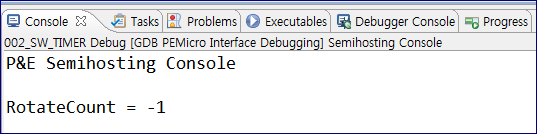 Console Tasks Problems Executables Debugger Console Progress
002_SW_TIMER Debug [GDB PEMicro Interface Debugging] Semihosting Console
P&E Semihosting Console
RotateCount = -1